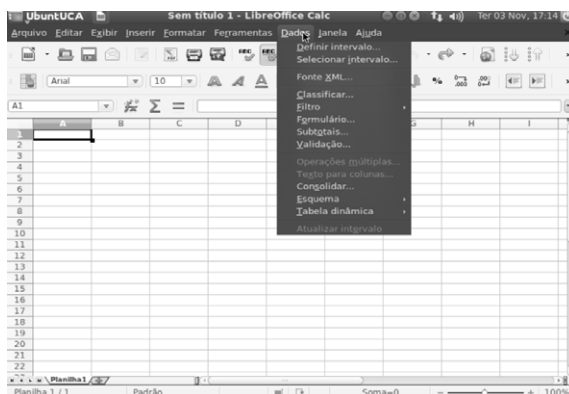 UbuntUCA Sem título 1 - LibreOffice Calc Ter 03 Nov, 17:14
Arquivo Editar Exibir Inserir Formatar Ferramentas Dados Janela Ajuda
Definir intervalo...
Selecionar intervalo...
Fonte XML...
Classificar...
Filtro
Formulário...
Subtotais...
Validação...
Operações múltiplas...
Texto para colunas...
Consolidar...
Esquema
Tabela dinâmica
Atualizar intervalo
Arial 10 A A A %
A1 Σ =
A B C D G H I
1
2
3
4
5
6
7
8
9
10
11
12
13
14
15
16
17
18
19
20
21
22
Planilha1
Planilha 1 / 1 Padrão Soma=0 100%